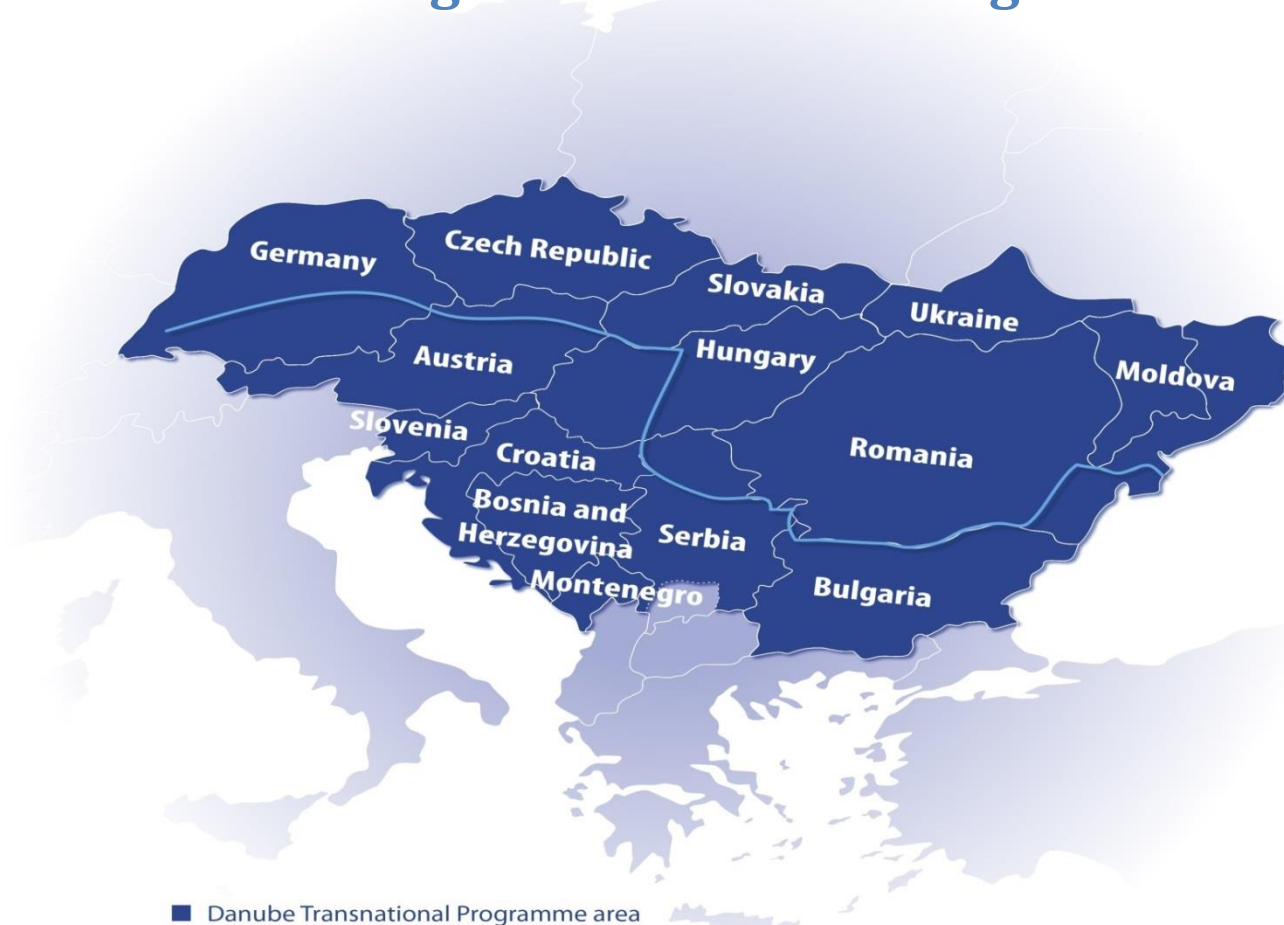 Germany
Czech Republic
Slovakia
Ukraine
Austria
Hungary
Moldova
Slovenia
Croatia
Romania
Bosnia and
Herzegovina
Serbia
Montenegro
Bulgaria
Danube Transnational Programme area